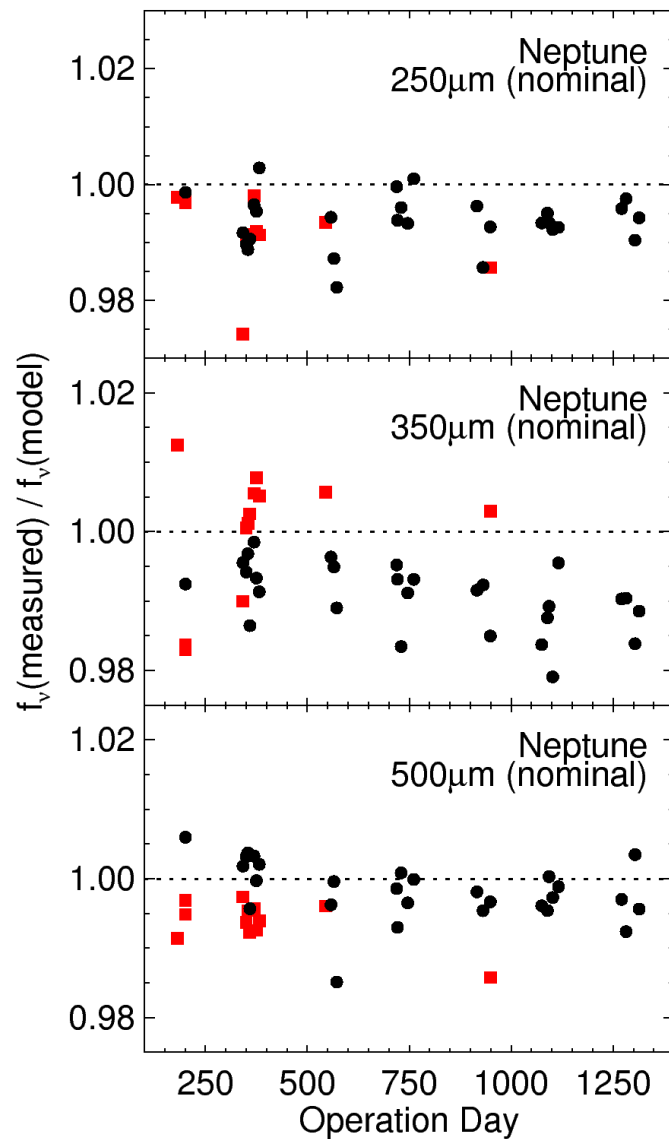 Neptune
250μm (nominal)
1.02
1.00
0.98
Neptune
350μm (nominal)
1.02
1.00
0.98
Neptune
500μm (nominal)
1.02
1.00
0.98
fν(measured) / fν(model)
250 500 750 1000 1250
Operation Day